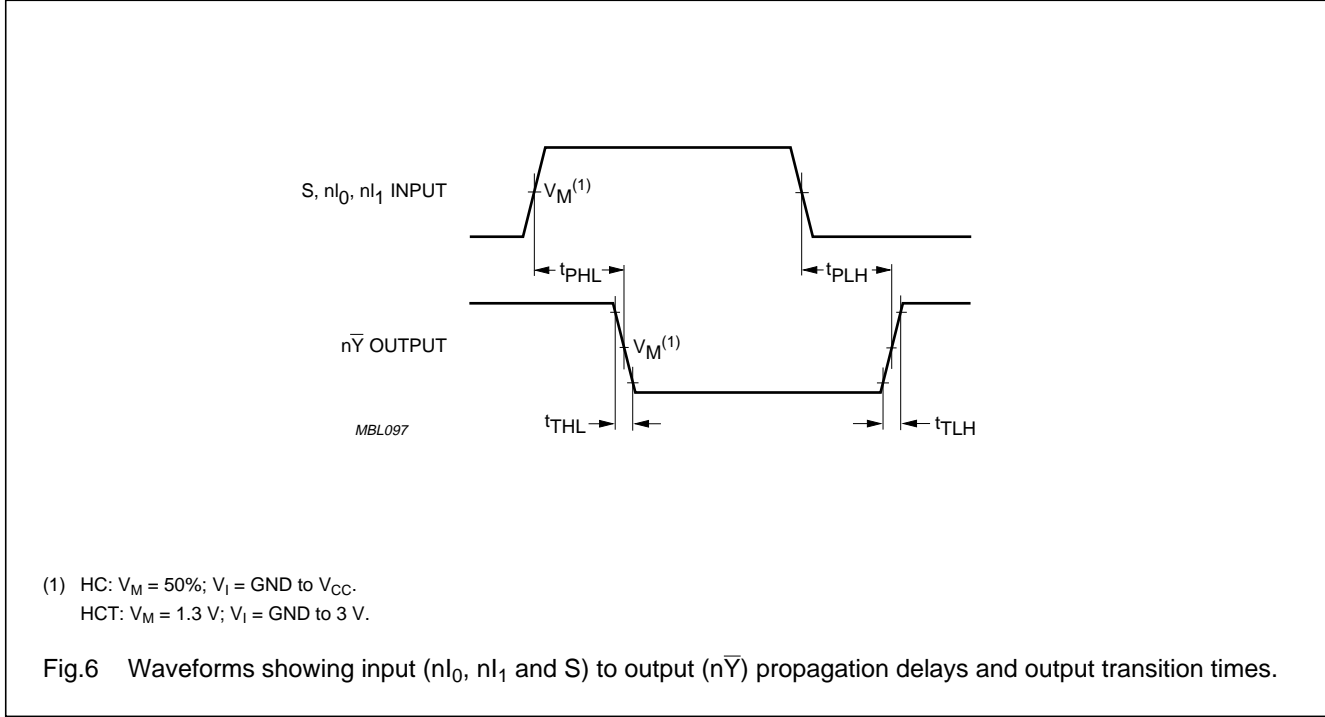 S, nI0, nI1 INPUT
VM(1)
tPHL
tPLH
nY̅ OUTPUT
VM(1)
tTHL
tTLH
MBL097
(1) HC: VM = 50%; VI = GND to VCC.
HCT: VM = 1.3 V; VI = GND to 3 V.
Fig.6 Waveforms showing input (nI0, nI1 and S) to output (nY̅) propagation delays and output transition times.